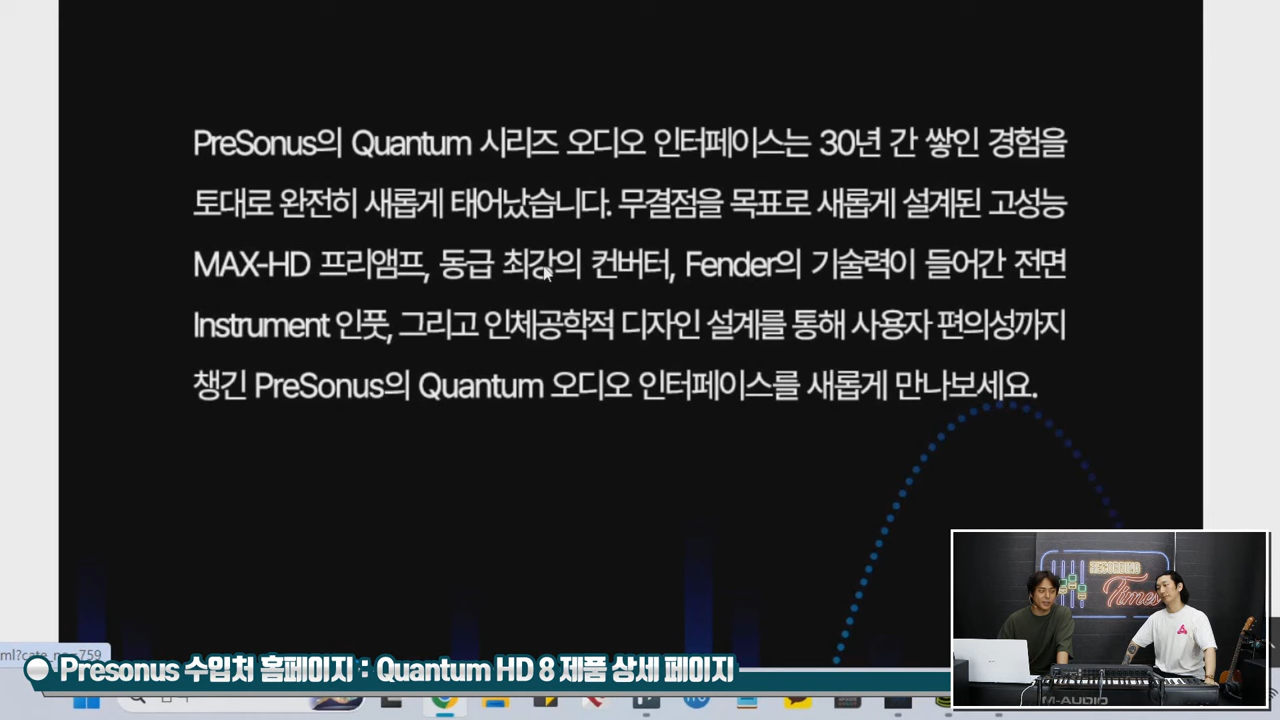 PreSonus의 Quantum 시리즈 오디오 인터페이스는 30년 간 쌓인 경험을
토대로 완전히 새롭게 태어났습니다. 무결점을 목표로 새롭게 설계된 고성능
MAX-HD 프리앰프, 동급 최강의 컨버터, Fender의 기술력이 들어간 전면
Instrument 인풋, 그리고 인체공학적 디자인 설계를 통해 사용자 편의성까지
챙긴 PreSonus의 Quantum 오디오 인터페이스를 새롭게 만나보세요.
RECORDING
Times
ml?cate_no=759
Presonus 수입처 홈페이지 : Quantum HD 8 제품 상세 페이지
M-AUDIO